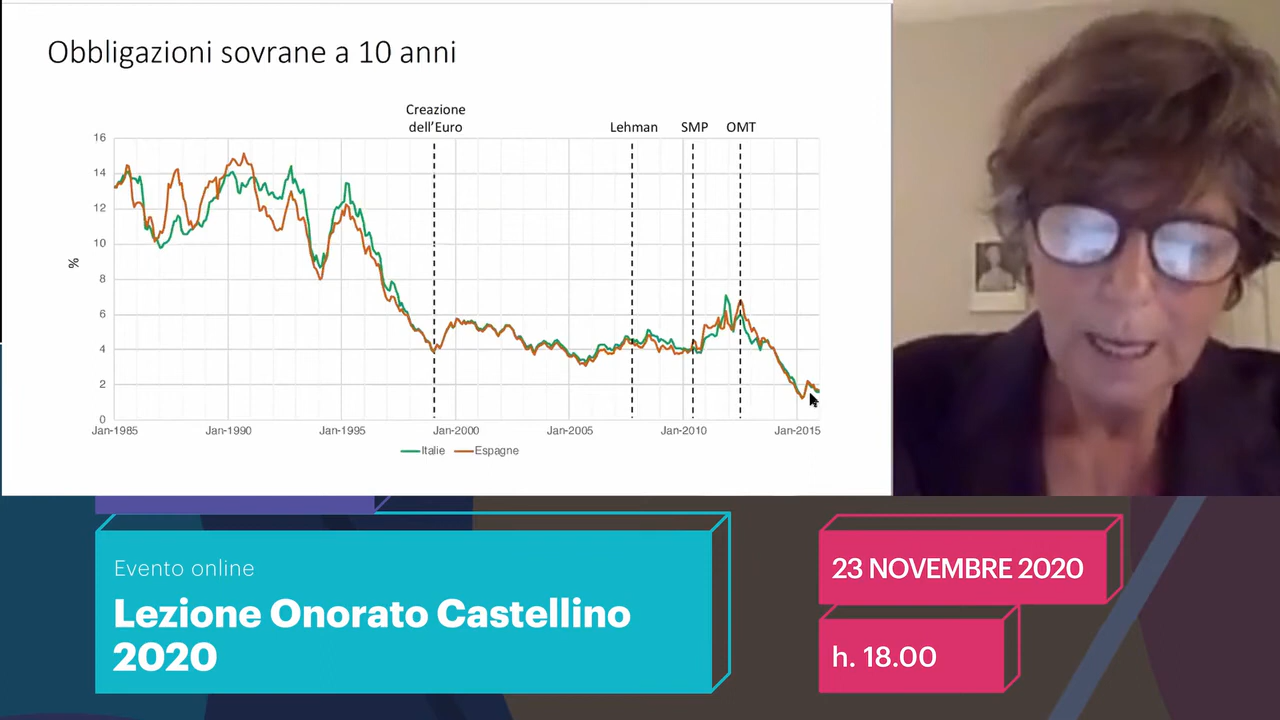 Obbligazioni sovrane a 10 anni
Creazione
dell'Euro
Lehman
SMP
OMT
16
14
12
10
8
6
4
2
0
%
Jan-1985
Jan-1990
Jan-1995
Jan-2000
Jan-2005
Jan-2010
Jan-2015
Italie
Espagne
Evento online
Lezione Onorato Castellino
2020
23 NOVEMBRE 2020
h. 18.00